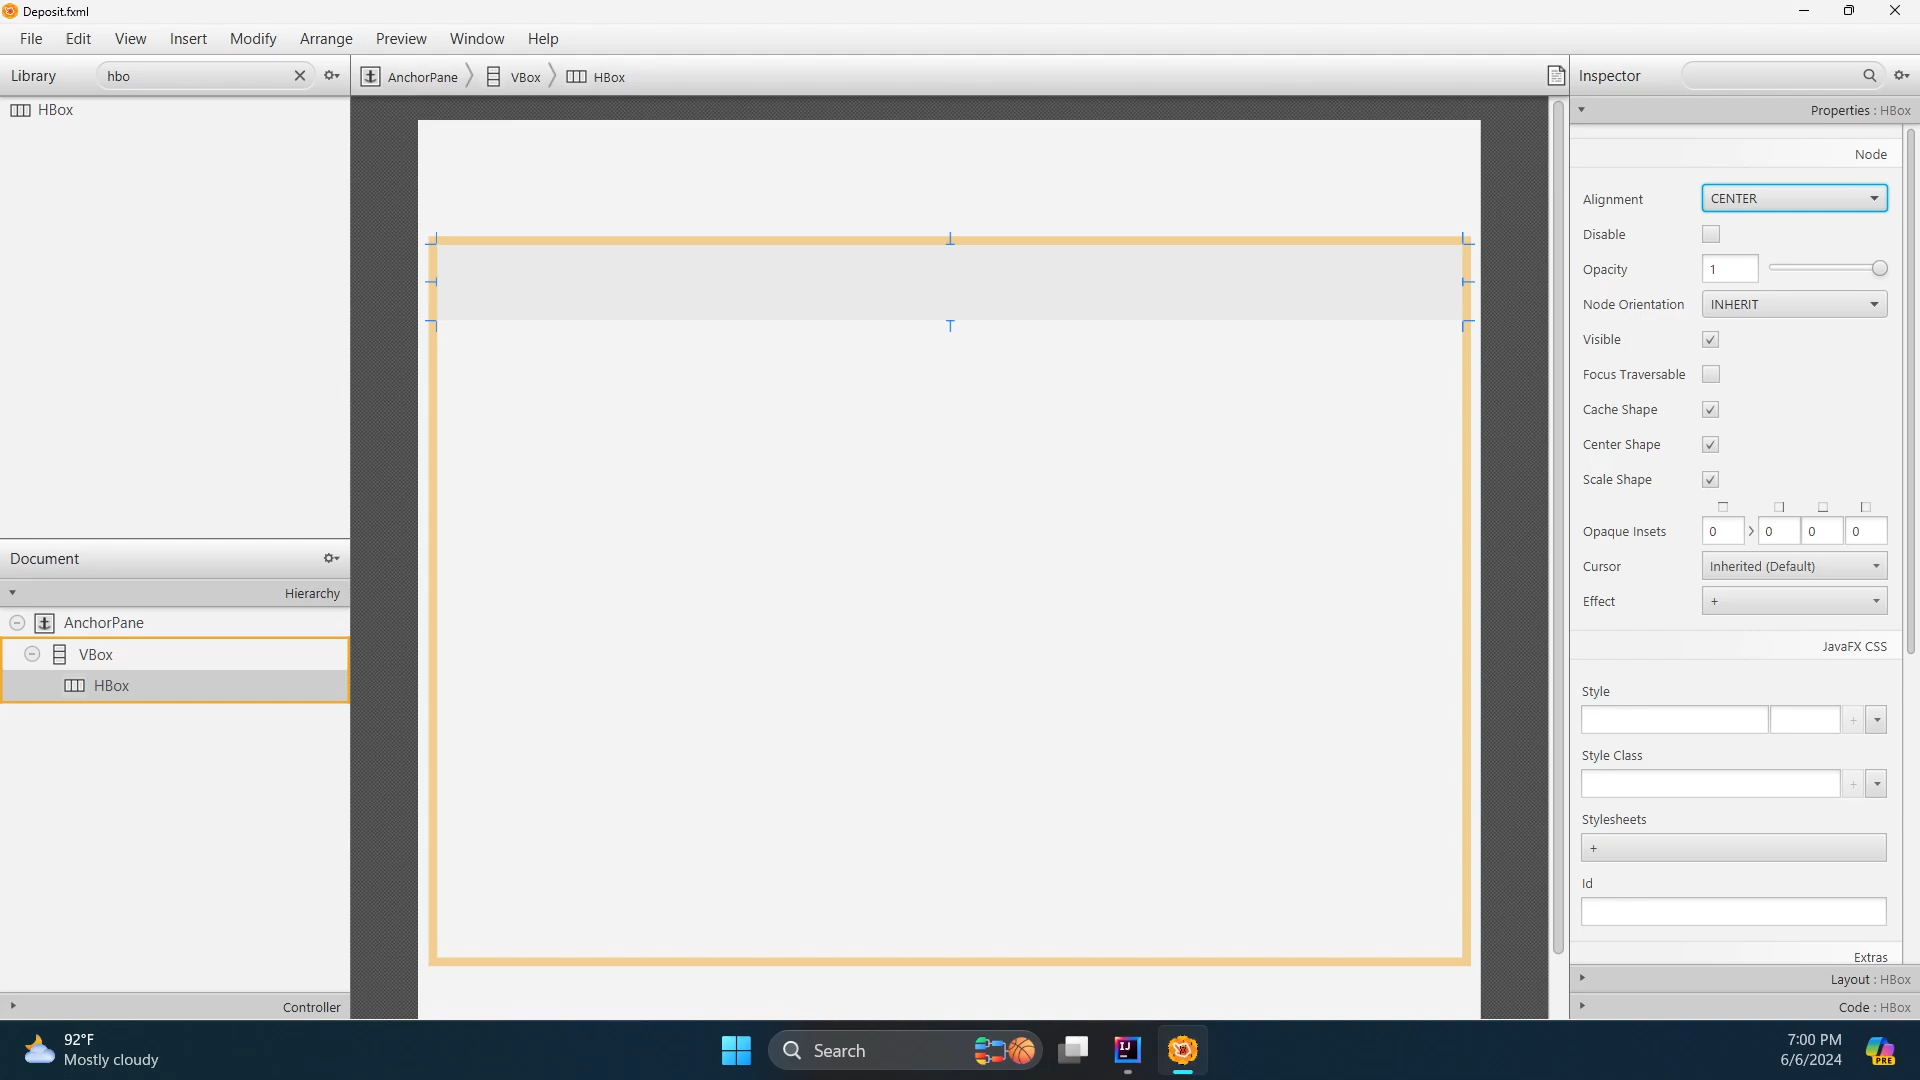 Deposit.fxml
File Edit View Insert Modify Arrange Preview Window Help
Library hbo
HBox
AnchorPane VBox HBox
Inspector
Properties : HBox
Node
Alignment CENTER
Disable
Opacity 1
Node Orientation INHERIT
Visible
Focus Traversable
Cache Shape
Center Shape
Scale Shape
Opaque Insets 0 > 0 0 0
Cursor Inherited (Default)
Effect +
JavaFX CSS
Style
+
Style Class
+
Stylesheets
+
Id
Extras
Layout : HBox
Code : HBox
Document
Hierarchy
AnchorPane
VBox
HBox
Controller
92°F
Mostly cloudy
Search
IJ
7:00 PM
6/6/2024
PRE